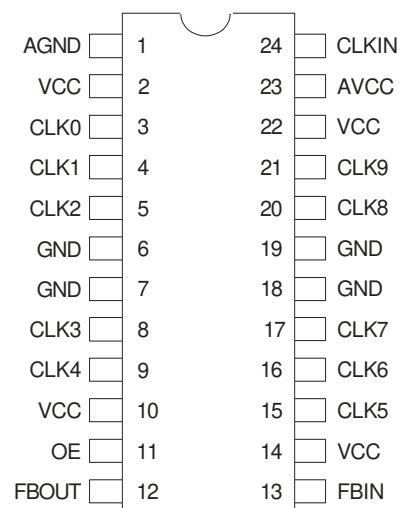 AGND 1 24 CLKIN
VCC 2 23 AVCC
CLK0 3 22 VCC
CLK1 4 21 CLK9
CLK2 5 20 CLK8
GND 6 19 GND
GND 7 18 GND
CLK3 8 17 CLK7
CLK4 9 16 CLK6
VCC 10 15 CLK5
OE 11 14 VCC
FBOUT 12 13 FBIN